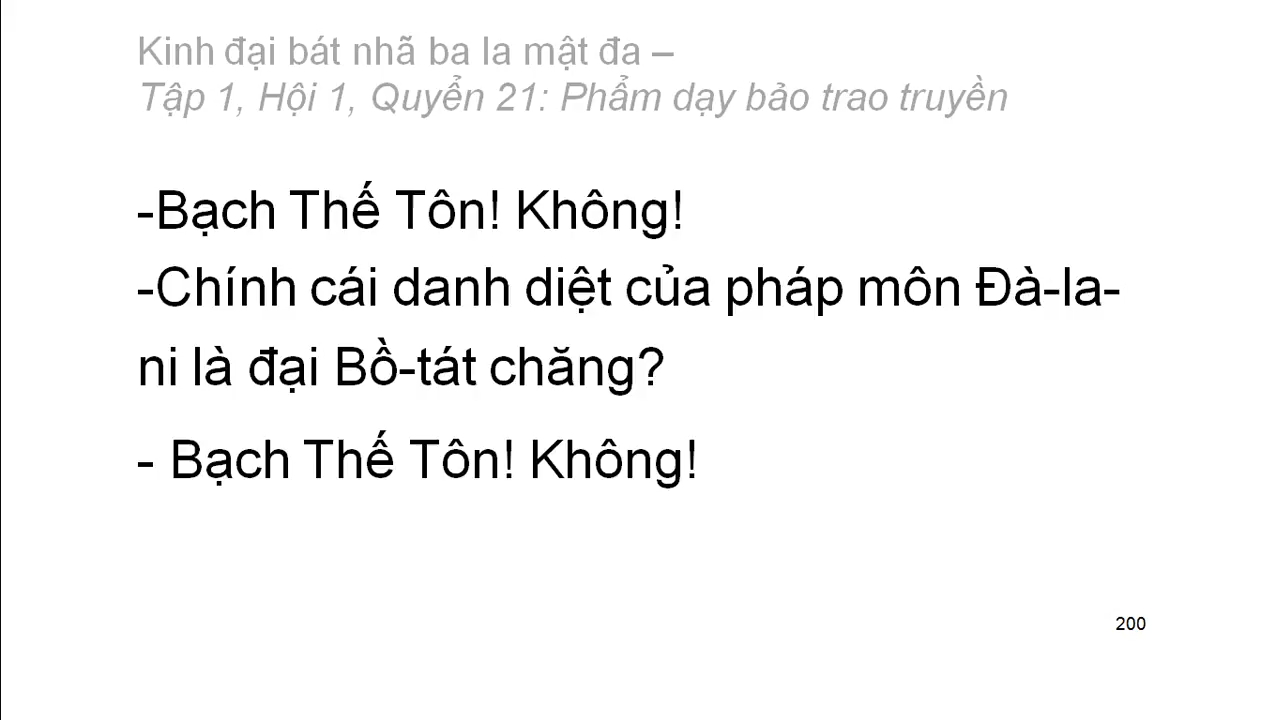 Kinh đại bát nhã ba la mật đa –
Tập 1, Hội 1, Quyển 21: Phẩm dạy bảo trao truyền
-Bạch Thế Tôn! Không!
-Chính cái danh diệt của pháp môn Đà-la-
ni là đại Bồ-tát chăng?
- Bạch Thế Tôn! Không!
200